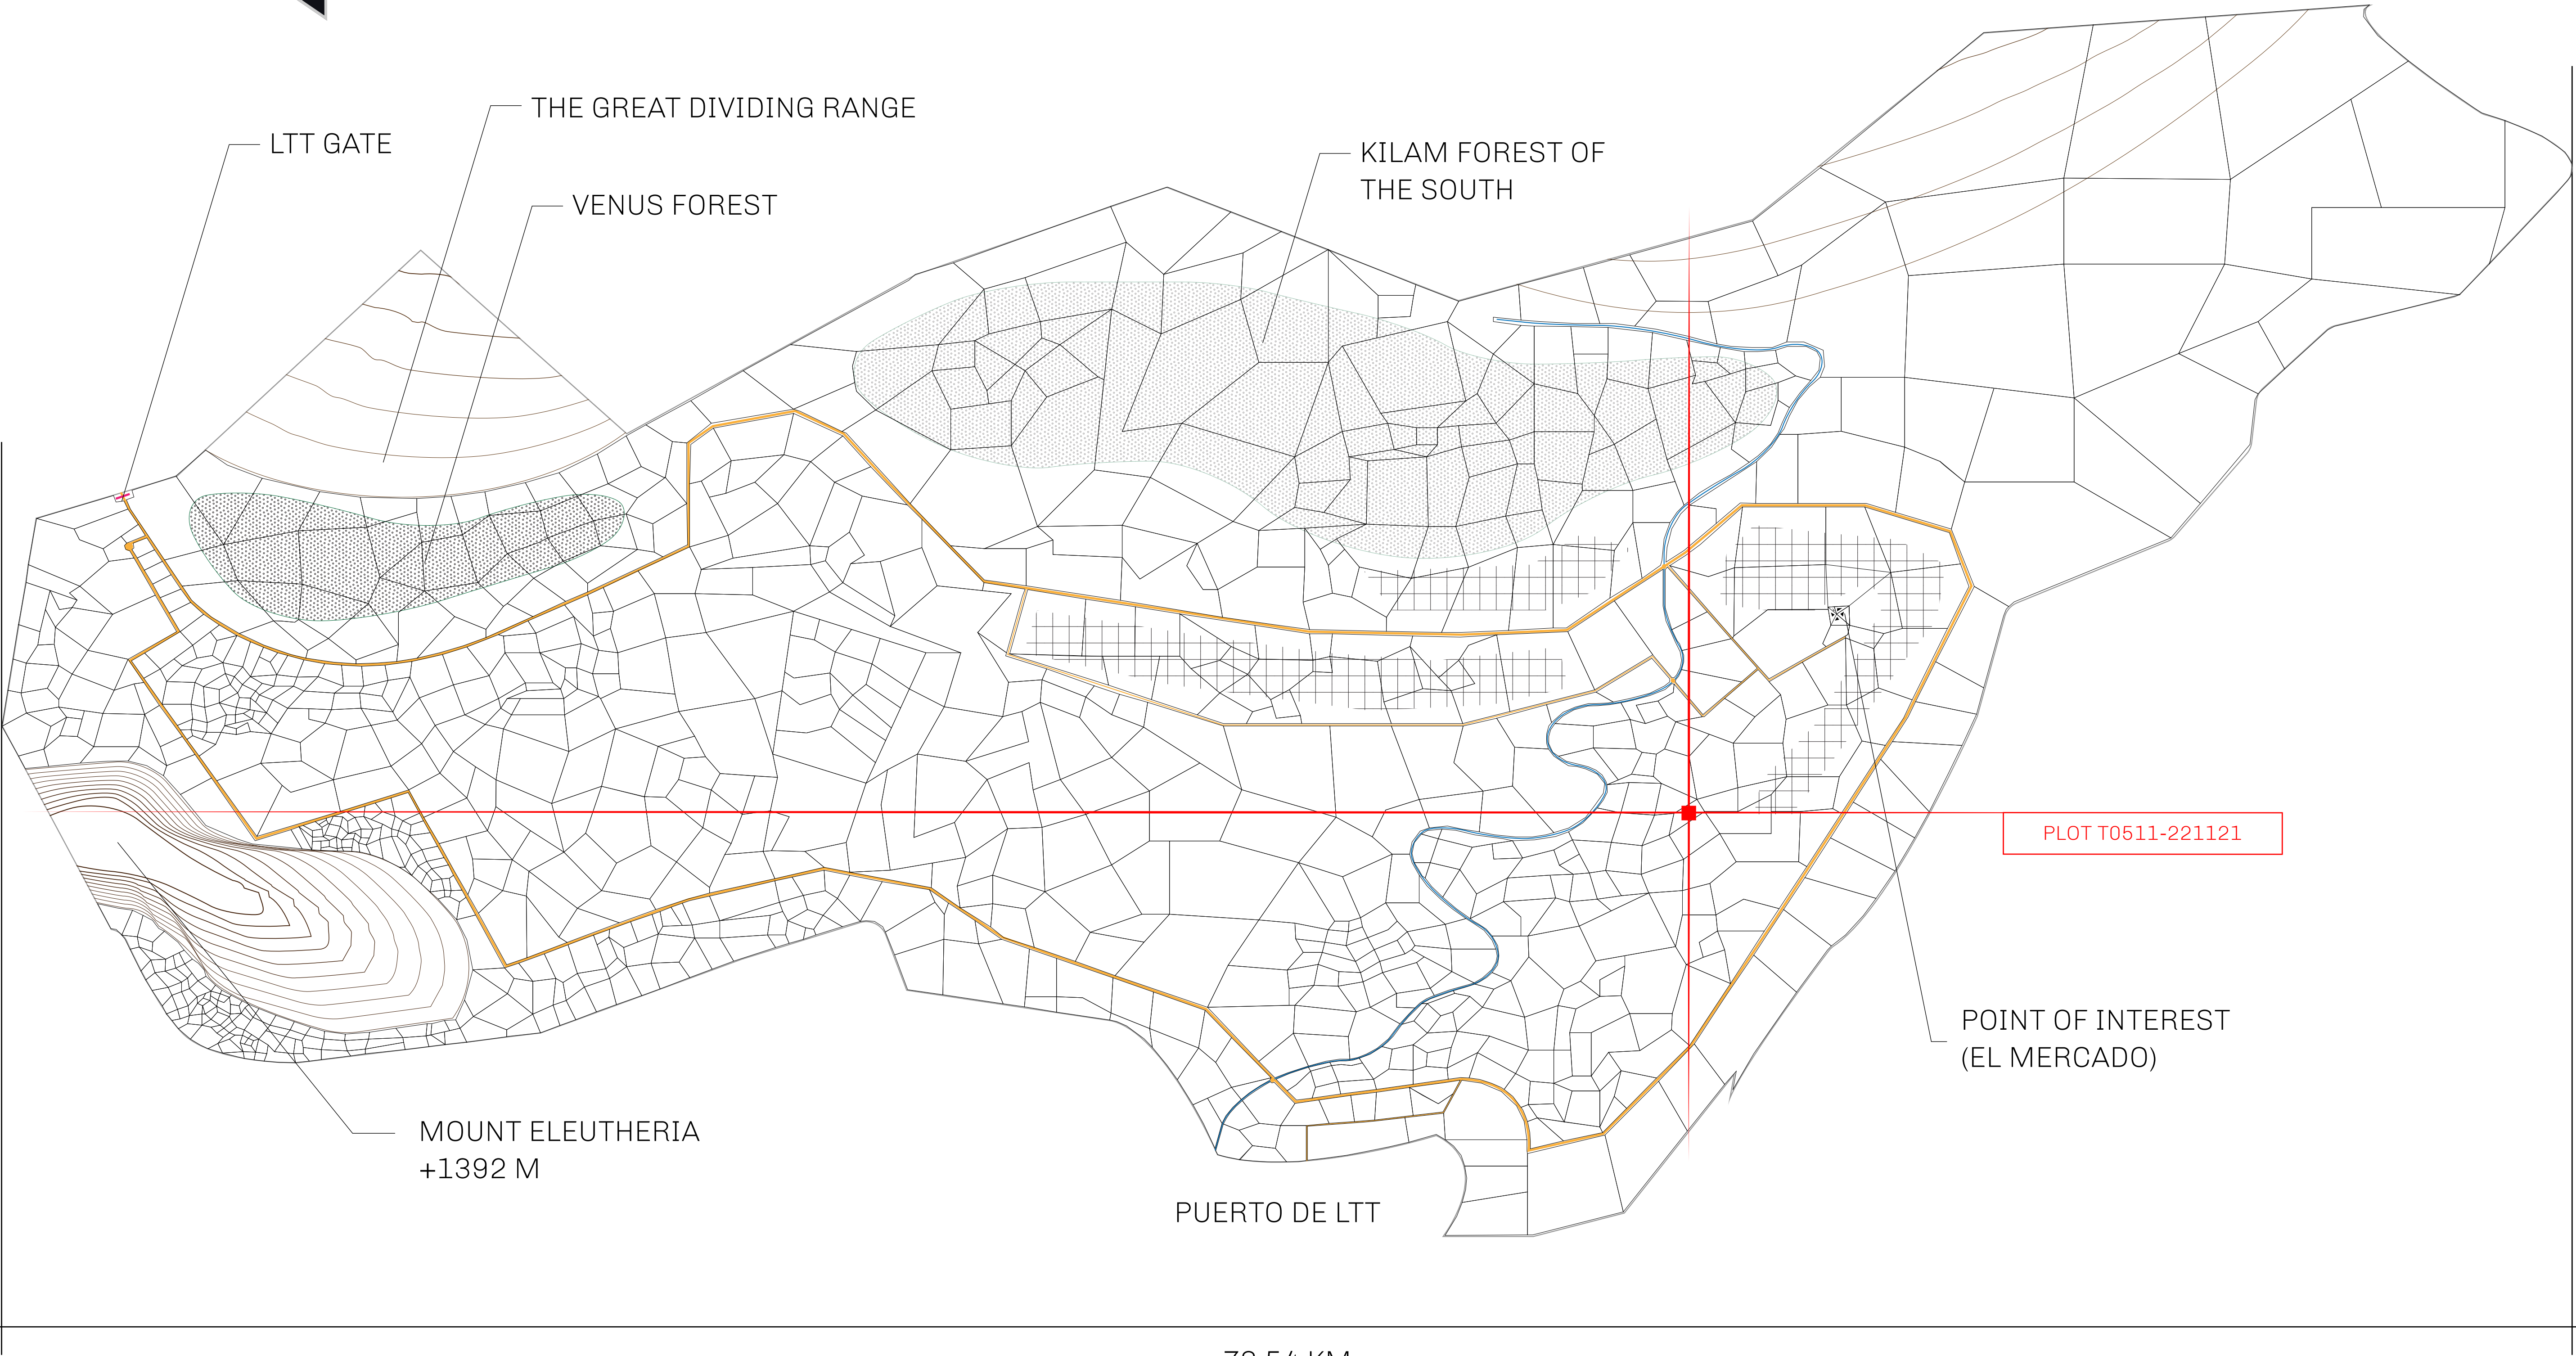 THE GREAT DIVIDING RANGE
LTT GATE
VENUS FOREST
KILAM FOREST OF
THE SOUTH
PLOT T0511-221121
POINT OF INTEREST
(EL MERCADO)
MOUNT ELEUTHERIA
+1392 M
PUERTO DE LTT
KM